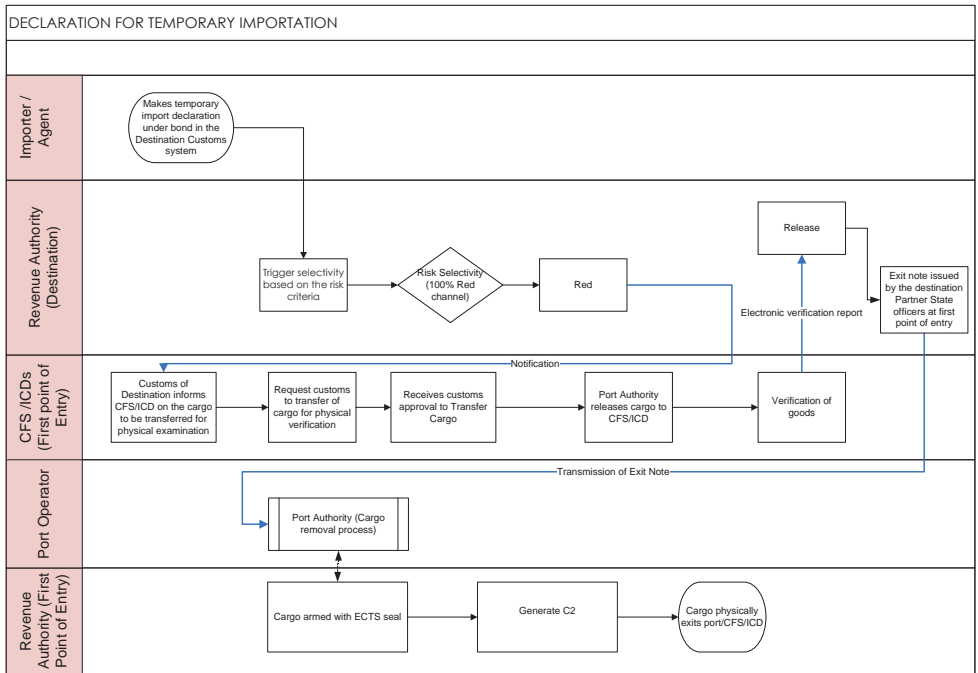 DECLARATION FOR TEMPORARY IMPORTATION
Importer /
Agent
Makes temporary
import declaration
under bond in the
Destination Customs
system
Revenue Authority
(Destination)
Trigger selectivity
based on the risk
criteria
Risk Selectivity
(100% Red
channel)
Red
Release
Exit note issued
by the destination
Partner State
officers at first
point of entry
Electronic verification report
Notification
CFS /ICDs
(First point of
Entry)
Customs of
Destination informs
CFS/ICD on the cargo
to be transferred for
physical examination
Request customs
to transfer of
cargo for physical
verification
Receives customs
approval to Transfer
Cargo
Port Authority
releases cargo to
CFS/ICD
Verification of
goods
Port Operator
Transmission of Exit Note
Port Authority (Cargo
removal process)
Revenue
Authority (First
Point of Entry)
Cargo armed with ECTS seal
Generate C2
Cargo physically
exits port/CFS/ICD